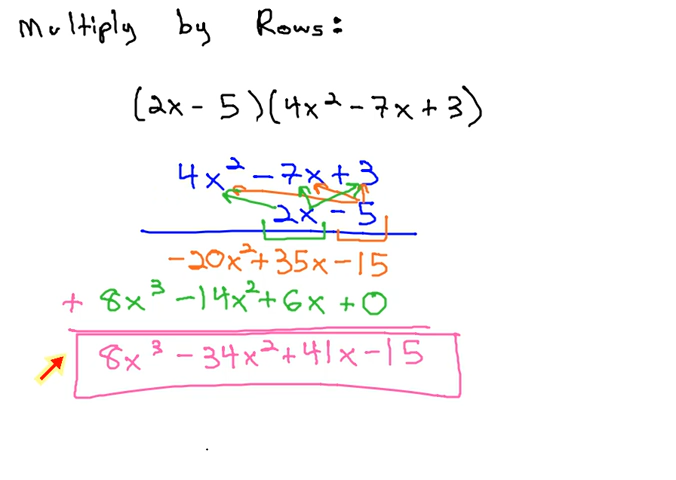 Multiply by Rows:
(2x - 5)(4x² - 7x + 3)
4x² - 7x + 3
2x - 5
-20x² + 35x - 15
+ 8x³ - 14x² + 6x + 0
8x³ - 34x² + 41x - 15